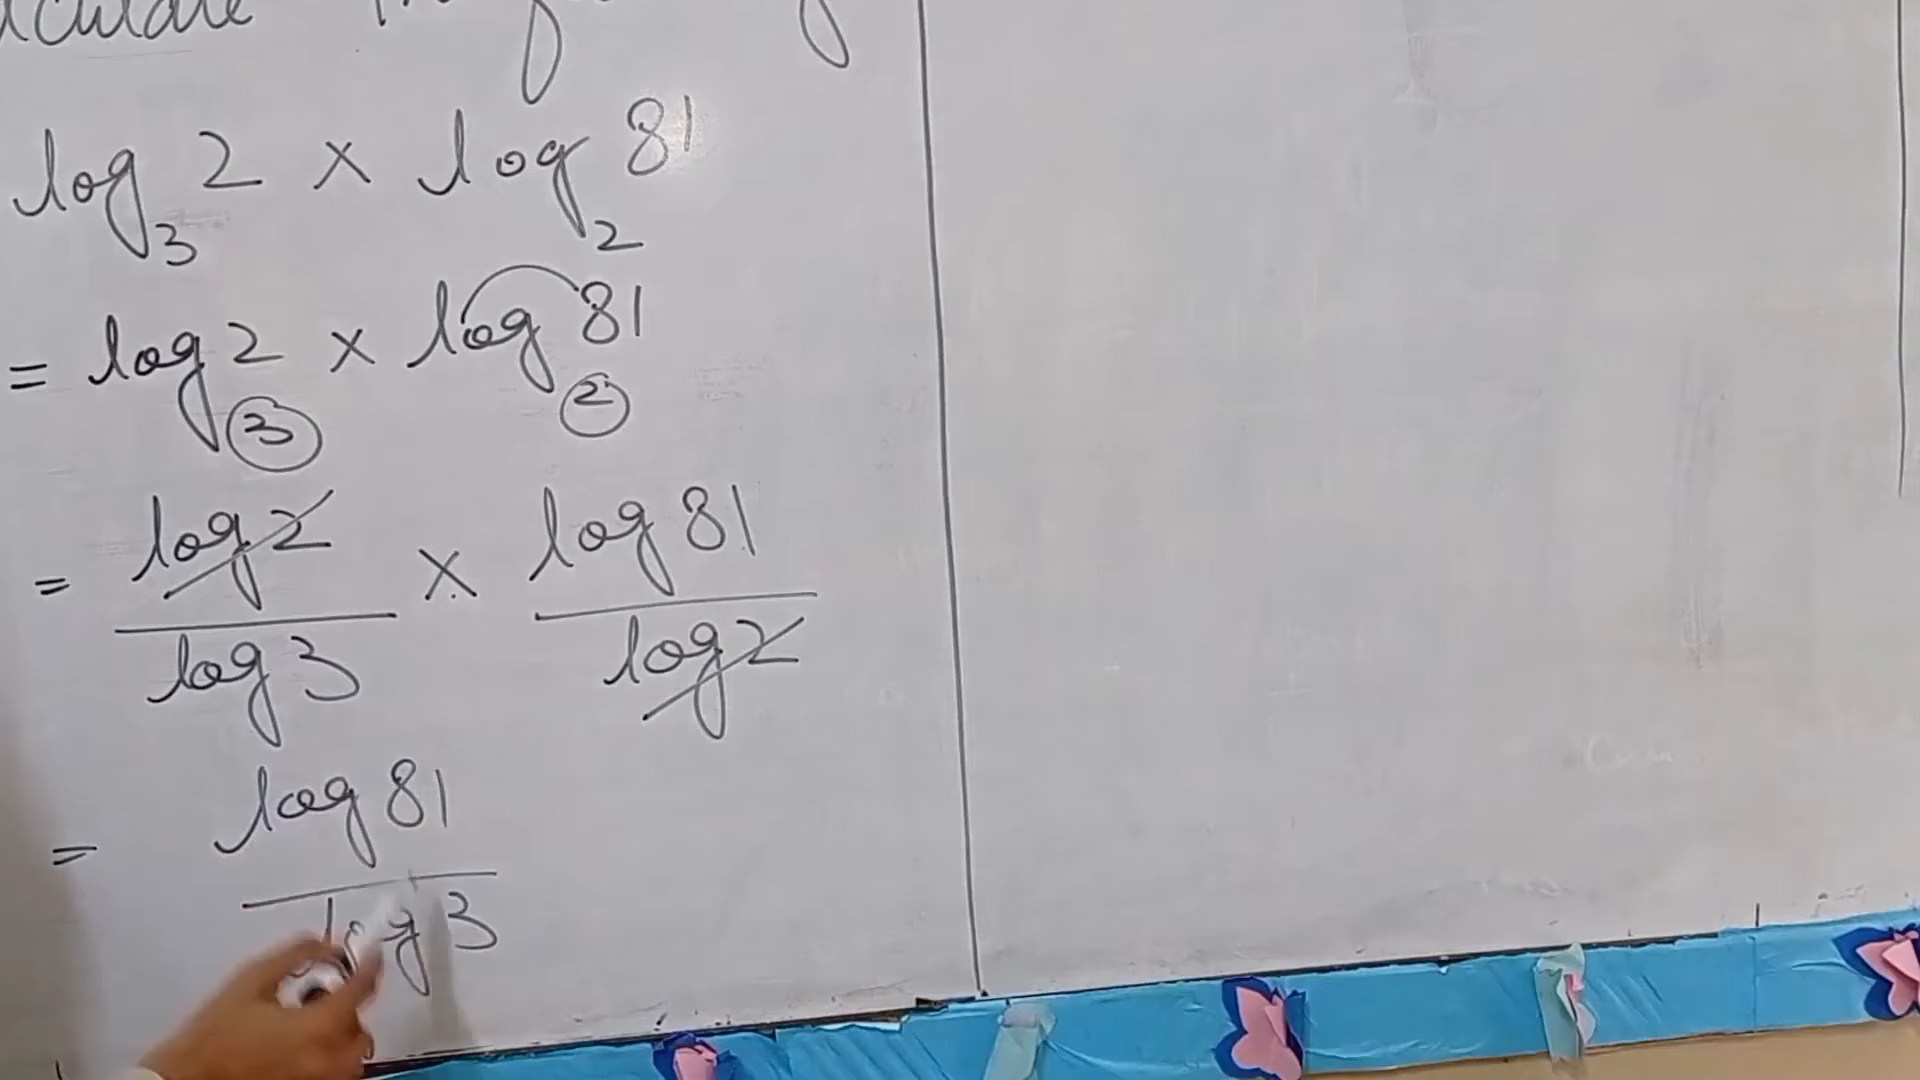 log₃ 2 × log₂ 81
= log₃ 2 × log₂ 81
= log 2 / log 3 × log 81 / log 2
= log 81 / log 3